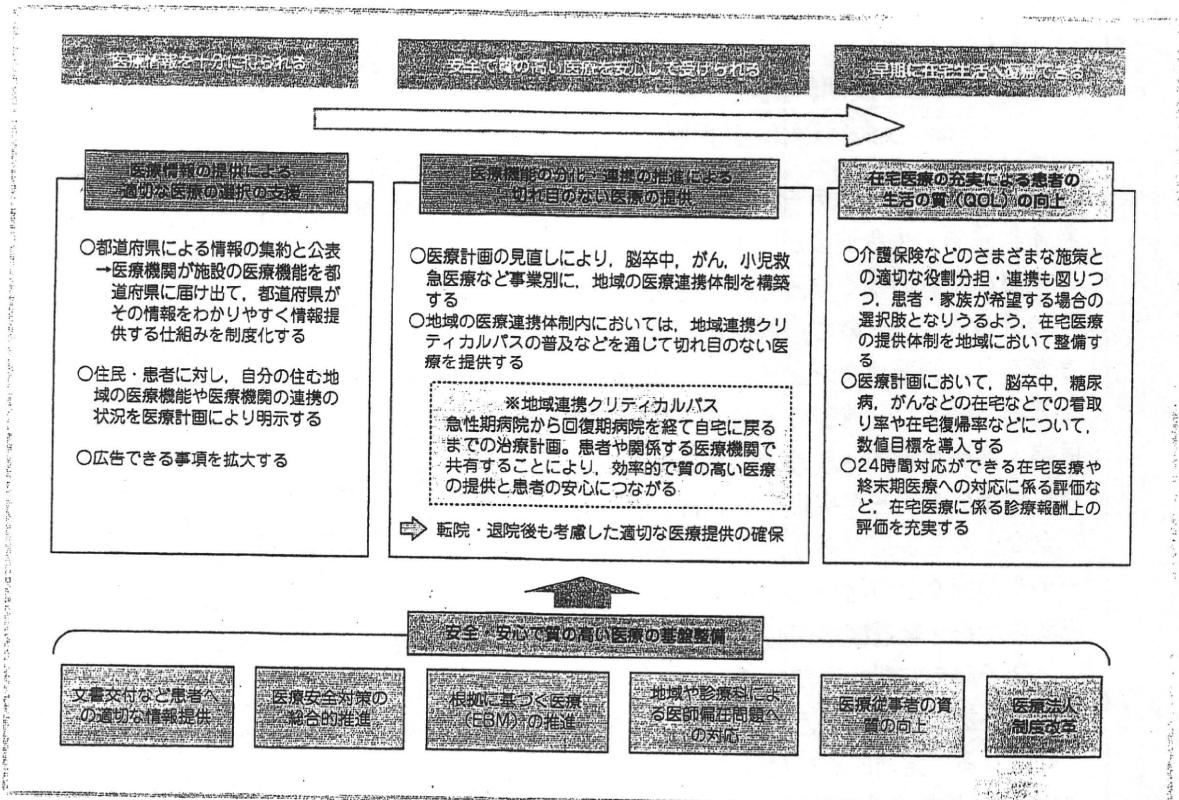 医療情報を十分に得られる
安全で質の高い医療を安心して受けられる
早期に在宅生活へ復帰できる
医療情報の提供による
適切な医療の選択の支援
○都道府県による情報の集約と公表
→医療機関が施設の医療機能を都
道府県に届け出て，都道府県が
その情報をわかりやすく情報提
供する仕組みを制度化する
○住民・患者に対し，自分の住む地
域の医療機能や医療機関の連携の
状況を医療計画により明示する
○広告できる事項を拡大する
医療機能の分化・連携の推進による
切れ目のない医療の提供
○医療計画の見直しにより，脳卒中，がん，小児救
急医療など事業別に，地域の医療連携体制を構築
する
○地域の医療連携体制内においては，地域連携クリ
ティカルパスの普及などを通じて切れ目のない医
療を提供する
※地域連携クリティカルパス
急性期病院から回復期病院を経て自宅に戻る
までの治療計画。患者や関係する医療機関で
共有することにより，効率的で質の高い医療
の提供と患者の安心につながる
転院・退院後も考慮した適切な医療提供の確保
在宅医療の充実による患者の
生活の質（QOL）の向上
○介護保険などのさまざまな施策と
の適切な役割分担・連携も図りつ
つ，患者・家族が希望する場合の
選択肢となりうるよう，在宅医療
の提供体制を地域において整備す
る
○医療計画において，脳卒中，糖尿
病，がんなどの在宅などでの看取
り率や在宅復帰率などについて，
数値目標を導入する
○24時間対応ができる在宅医療や
終末期医療への対応に係る評価な
ど，在宅医療に係る診療報酬上の
評価を充実する
安全・安心で質の高い医療の基盤整備
文書交付など患者へ
の適切な情報提供
医療安全対策の
総合的推進
根拠に基づく医療
（EBM）の推進
地域や診療科によ
る医師偏在問題へ
の対応
医療従事者の資
質の向上
医療法人
制度改革